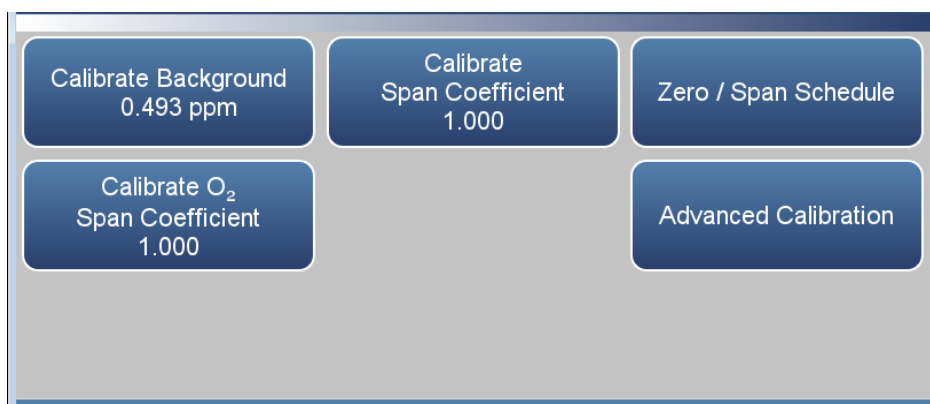 Calibrate Background
0.493 ppm
Calibrate
Span Coefficient
1.000
Zero / Span Schedule
Calibrate O₂
Span Coefficient
1.000
Advanced Calibration